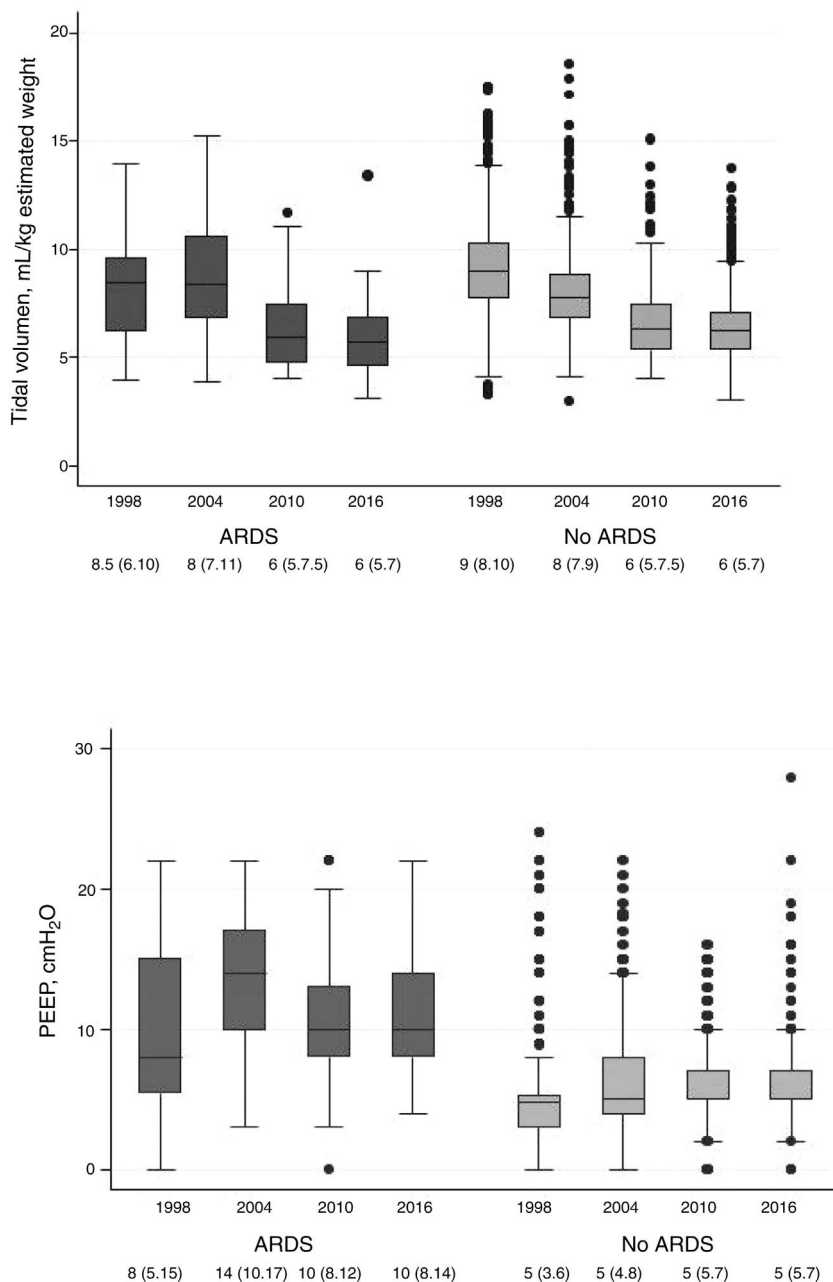 20
15
10
5
0
Tidal volumen, mL/kg estimated weight
1998 2004 2010 2016 1998 2004 2010 2016
ARDS No ARDS
8.5 (6.10) 8 (7.11) 6 (5.7.5) 6 (5.7) 9 (8.10) 8 (7.9) 6 (5.7.5) 6 (5.7)
30
20
10
0
PEEP, cmH₂O
1998 2004 2010 2016 1998 2004 2010 2016
ARDS No ARDS
8 (5.15) 14 (10.17) 10 (8.12) 10 (8.14) 5 (3.6) 5 (4.8) 5 (5.7) 5 (5.7)